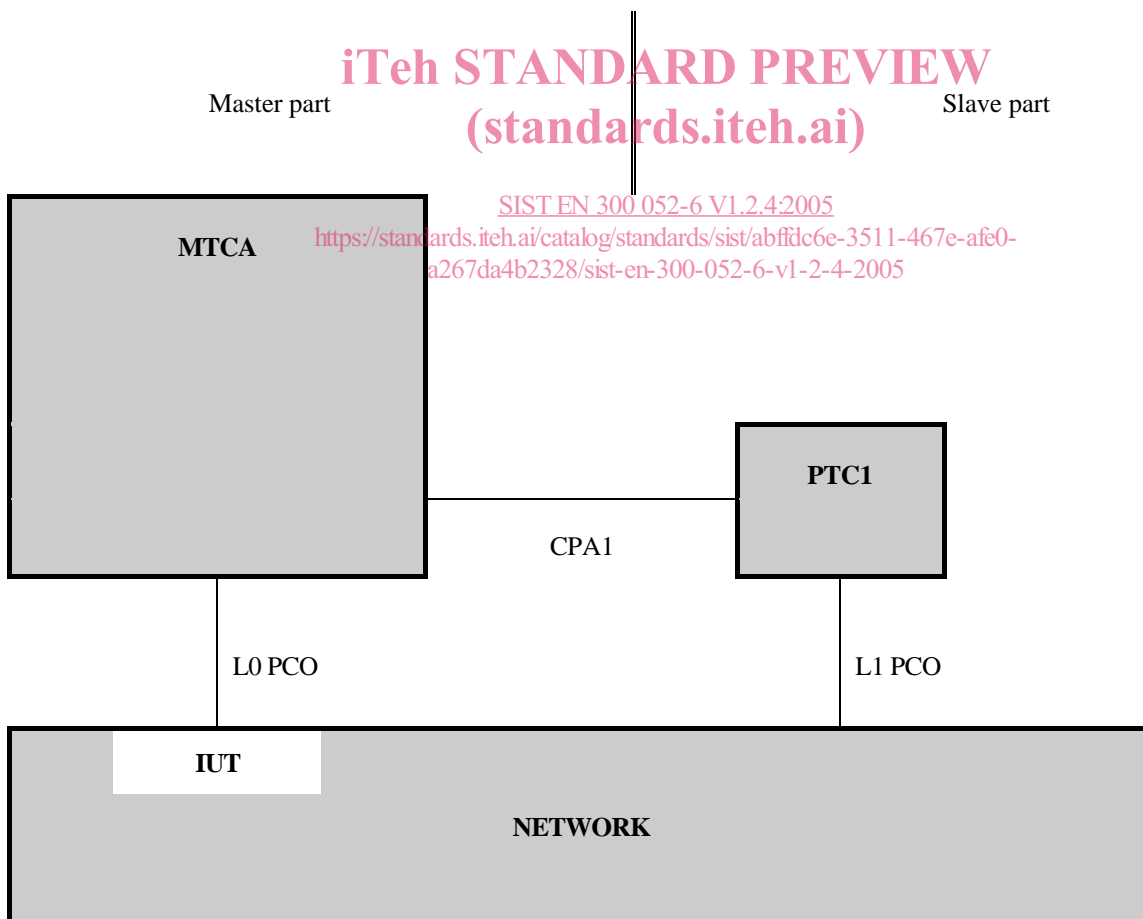 iTeh STANDARD PREVIEW
Master part
Slave part
(standards.iteh.ai)
SIST EN 300 052-6 V1.2.4:2005
https://standards.iteh.ai/catalog/standards/sist/abffdc6e-3511-467e-afe0-
a267da4b2328/sist-en-300-052-6-v1-2-4-2005
MTCA
PTC1
CPA1
L0 PCO
L1 PCO
IUT
NETWORK